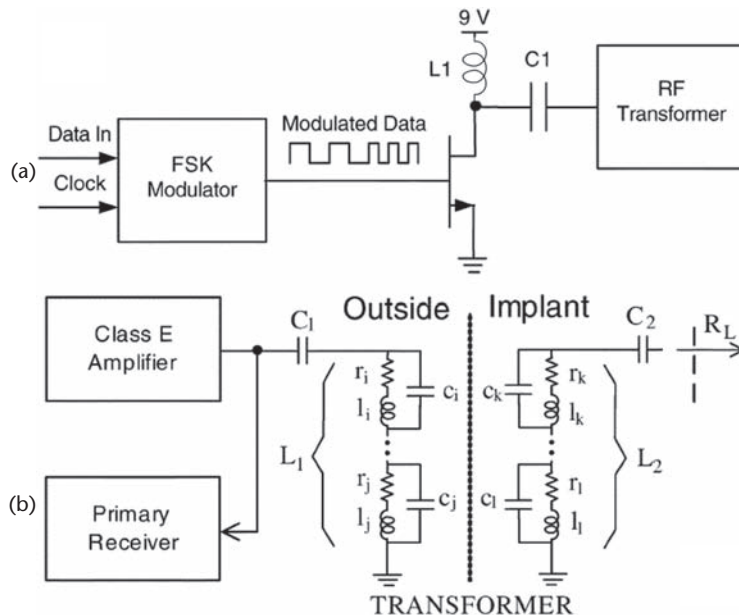 9 V
L1
C1
RF
Transformer
Data In
Clock
(a)
FSK
Modulator
Modulated Data
Class E
Amplifier
C₁
Outside
Implant
C₂
R_L
rᵢ
lᵢ
cᵢ
cₖ
rₖ
lₖ
L₁
L₂
(b)
Primary
Receiver
rⱼ
lⱼ
cⱼ
cₗ
rₗ
lₗ
TRANSFORMER